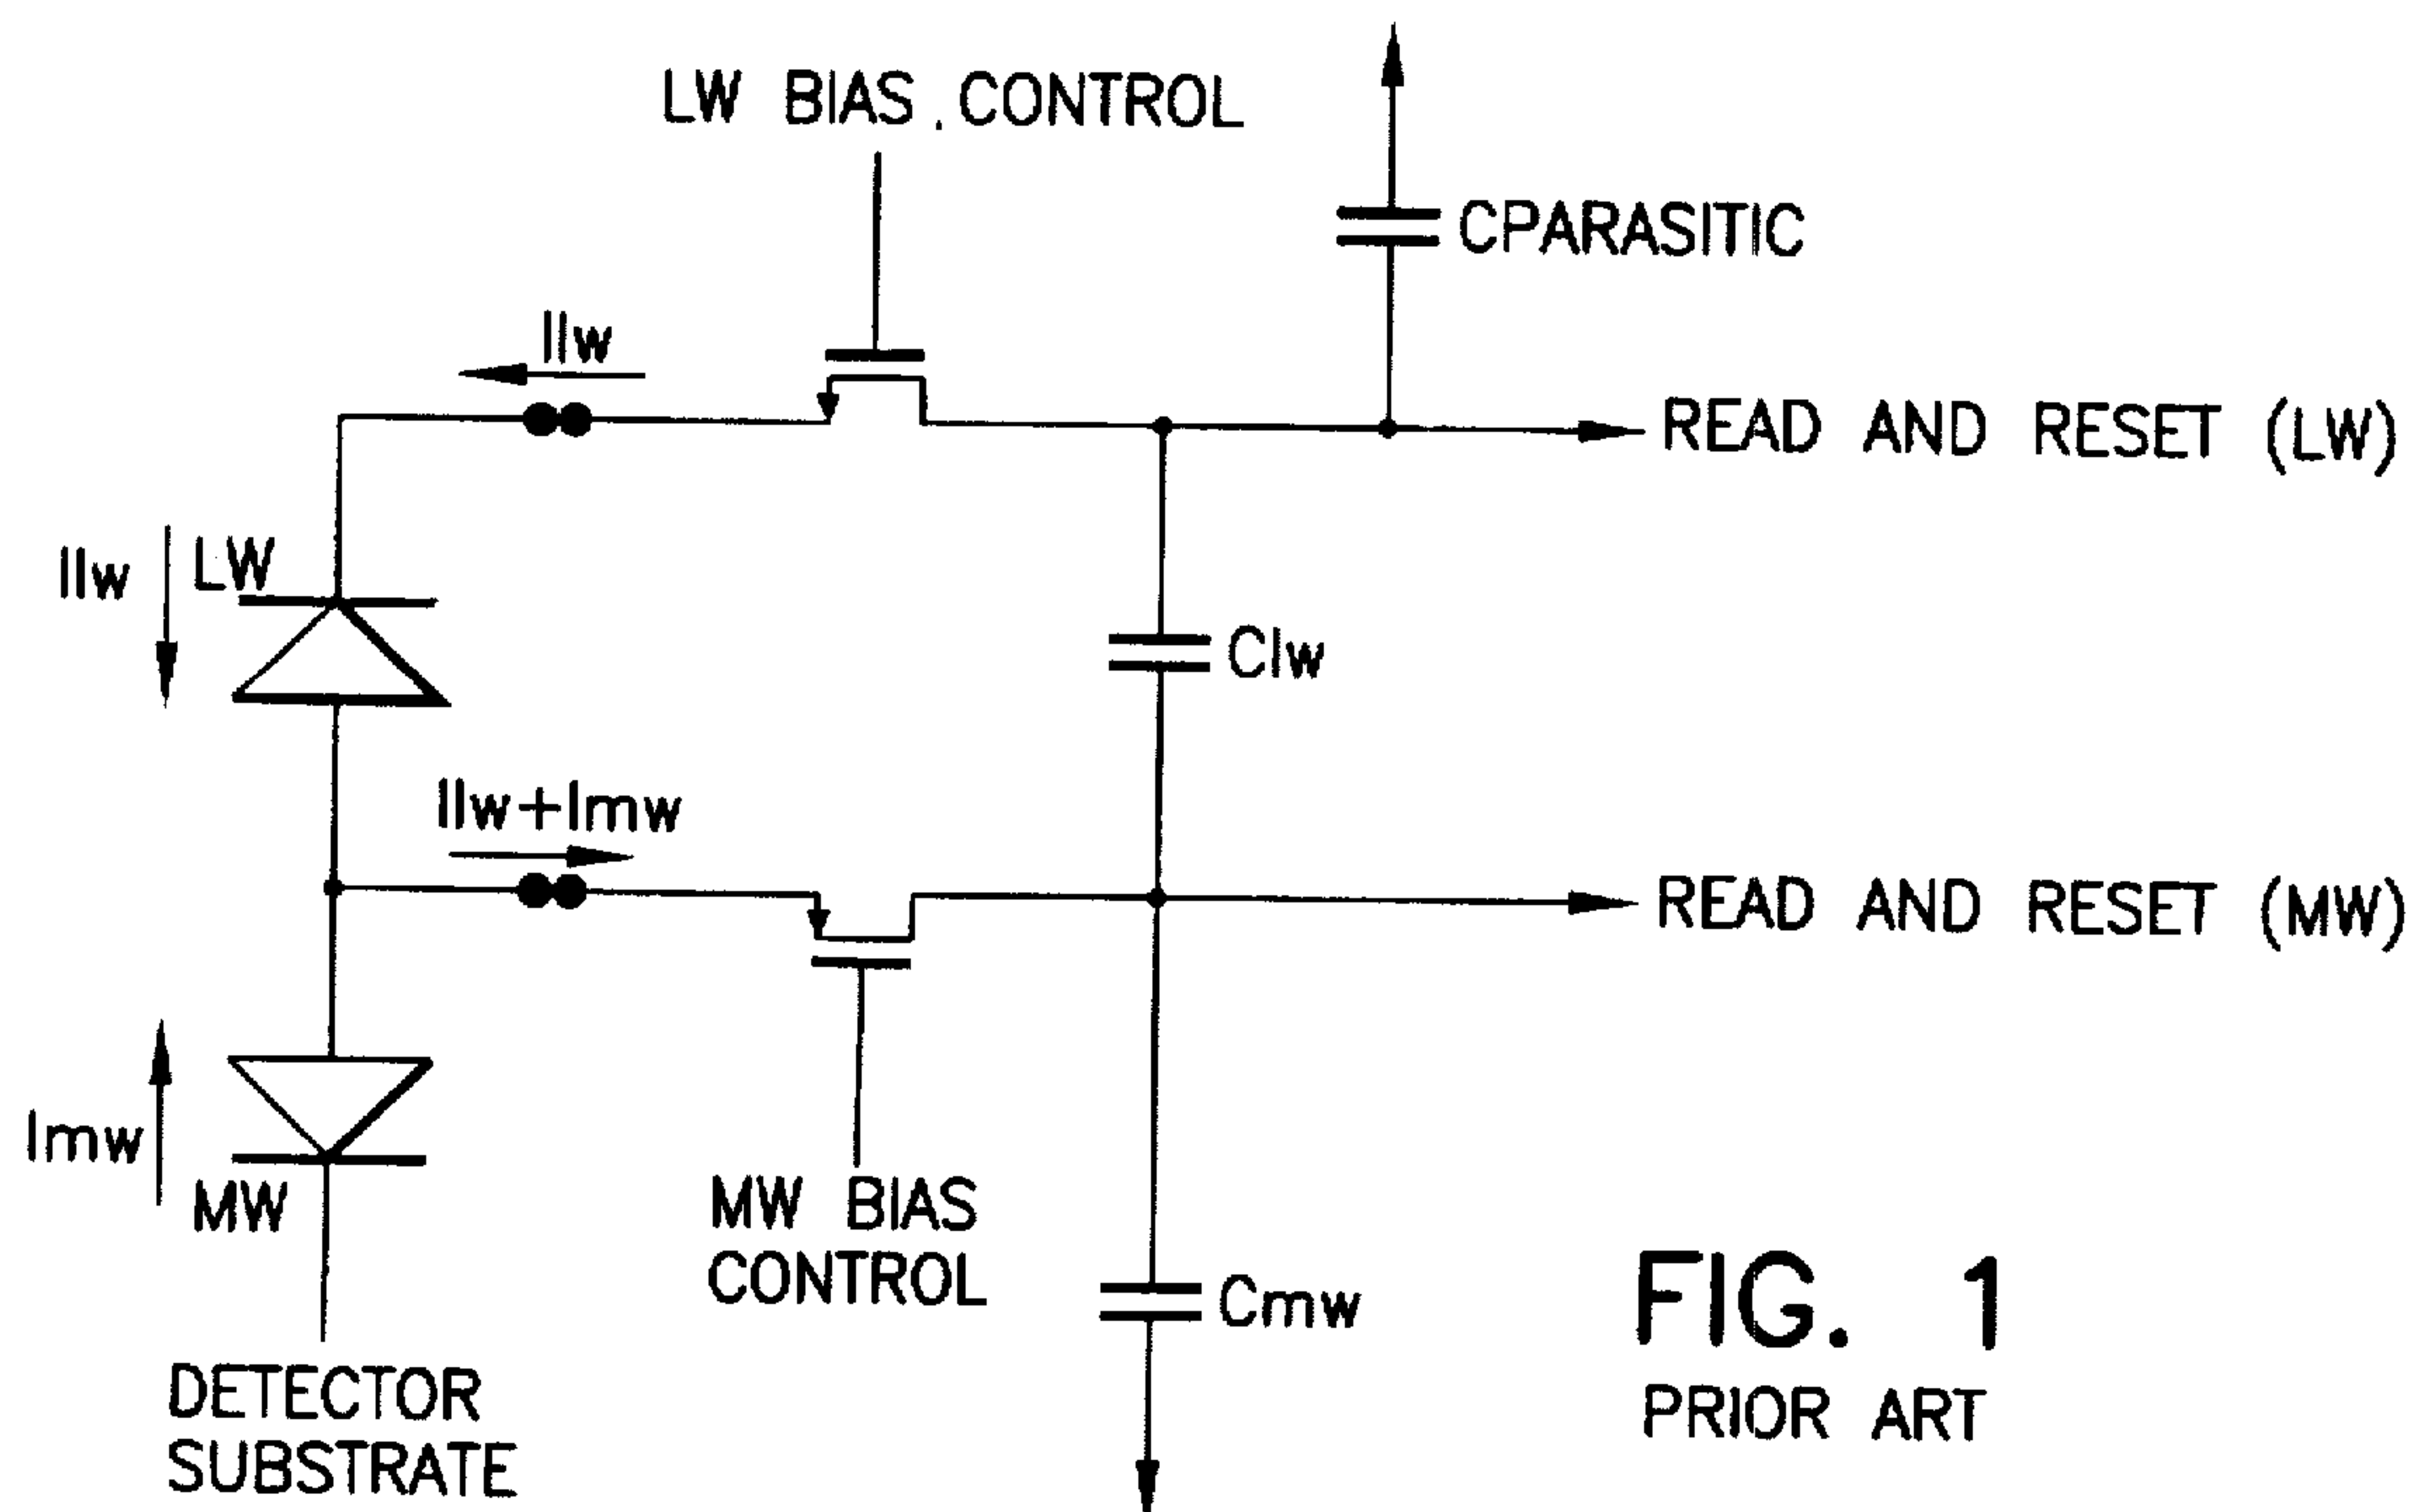 LW BIAS CONTROL
CPARASITIC
Ilw
READ AND RESET (LW)
Ilw
LW
Clw
Ilw+Imw
READ AND RESET (MW)
Imw
MW
MW BIAS
CONTROL
Cmw
DETECTOR
SUBSTRATE
FIG. 1
PRIOR ART